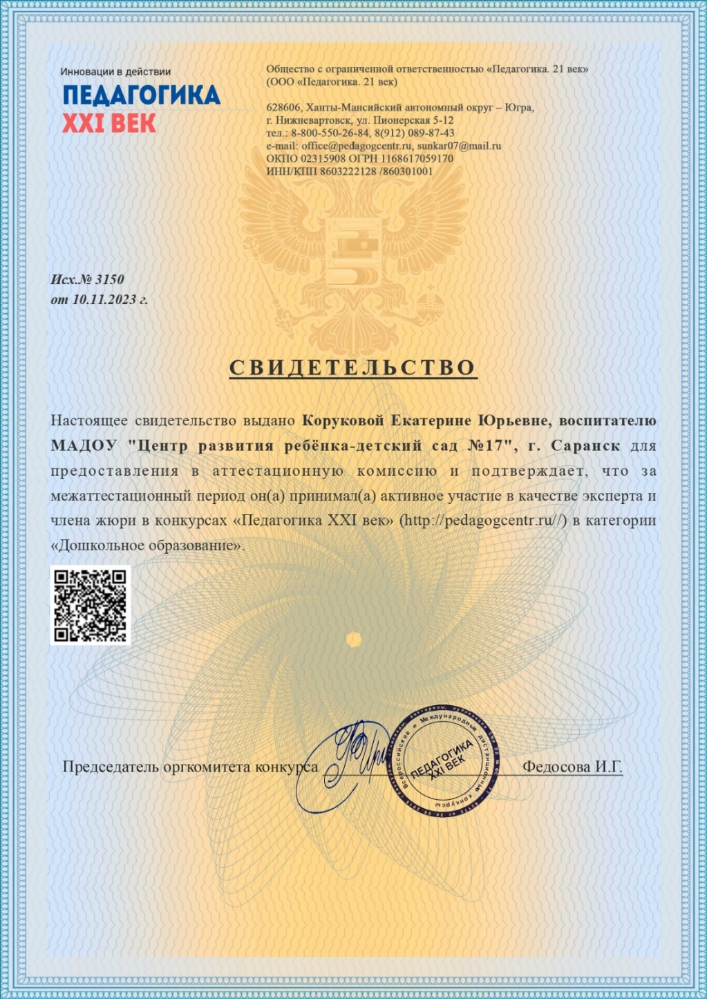 Инновации в действии
ПЕДАГОГИКА
XXI ВЕК
Общество с ограниченной ответственностью «Педагогика. 21 век»
(ООО «Педагогика. 21 век)
628606, Ханты-Мансийский автономный округ – Югра,
г. Нижневартовск, ул. Пионерская 5-12
тел.: 8-800-550-26-84, 8(912) 089-87-43
e-mail: office@pedagogcentr.ru, sunkar07@mail.ru
ОКПО 02315908 ОГРН 1168617059170
ИНН/КПП 8603222128 /860301001
Исх.№ 3150
от 10.11.2023 г.
СВИДЕТЕЛЬСТВО
Настоящее свидетельство выдано Коруковой Екатерине Юрьевне, воспитателю
МАДОУ "Центр развития ребёнка-детский сад №17", г. Саранск для
предоставления в аттестационную комиссию и подтверждает, что за
межаттестационный период он(а) принимал(а) активное участие в качестве эксперта и
члена жюри в конкурсах «Педагогика XXI век» (http://pedagogcentr.ru//) в категории
«Дошкольное образование».
Председатель оргкомитета конкурса
Федосова И.Г.
Всероссийские и Международные дистанционные конкурсы
ПЕДАГОГИКА
XXI ВЕК